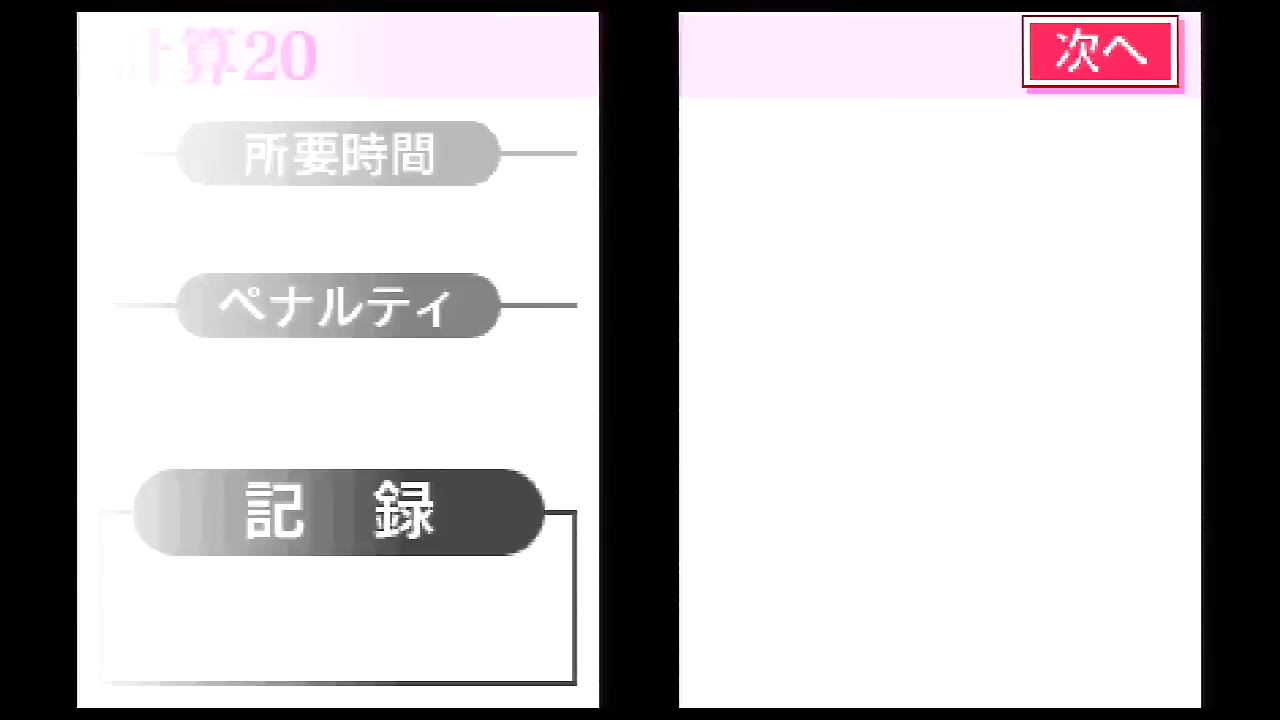 計算20
次へ
所要時間
ペナルティ
記 録